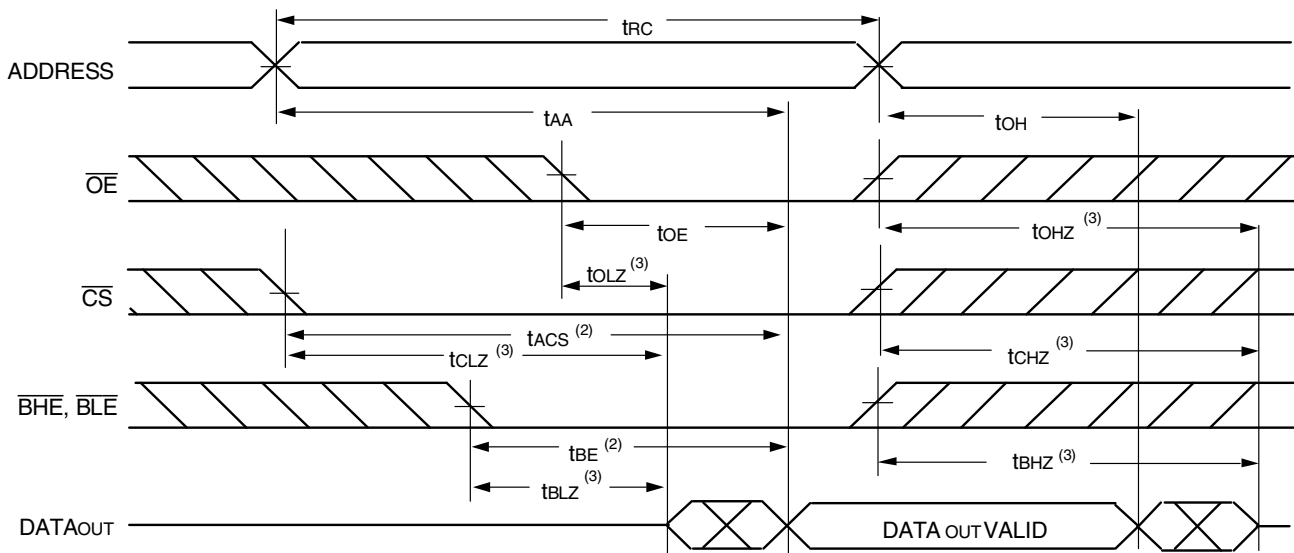 tRC
ADDRESS
tAA
tOH
OE
tOE
tOHZ (3)
tOLZ (3)
CS
tACS (2)
tCLZ (3)
tCHZ (3)
BHE, BLE
tBE (2)
tBHZ (3)
tBLZ (3)
DATAOUT
DATA OUT VALID